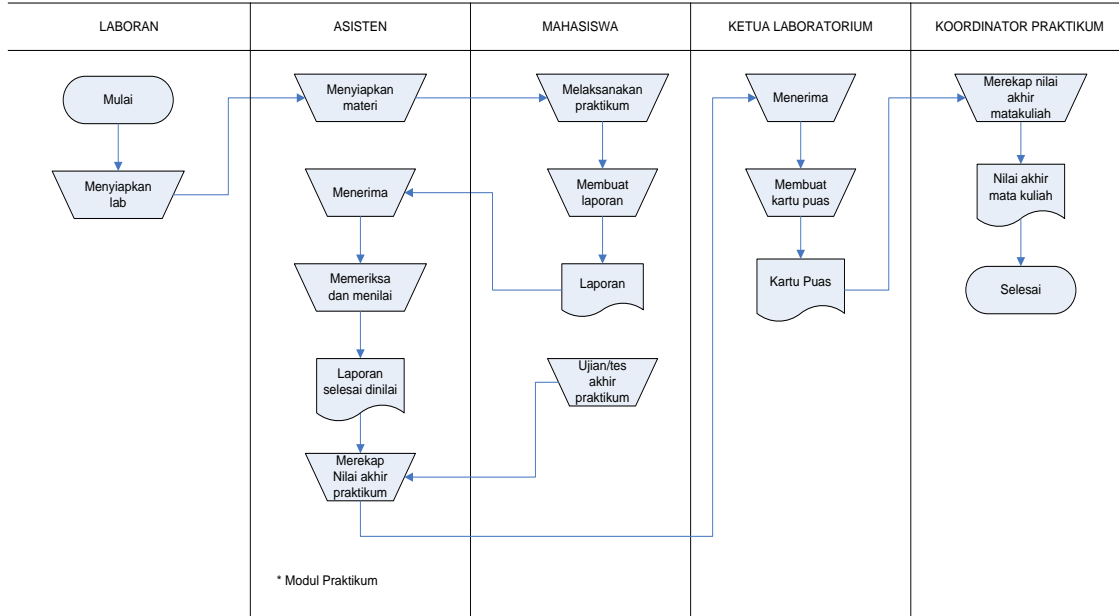 LABORAN
ASISTEN
MAHASISWA
KETUA LABORATORIUM
KOORDINATOR PRAKTIKUM
Mulai
Menyiapkan
lab
Menyiapkan
materi
Menerima
Memeriksa
dan menilai
Laporan
selesai dinilai
Merekap
Nilai akhir
praktikum
* Modul Praktikum
Melaksanakan
praktikum
Membuat
laporan
Laporan
Ujian/tes
akhir
praktikum
Menerima
Membuat
kartu puas
Kartu Puas
Merekap nilai
akhir
matakuliah
Nilai akhir
mata kuliah
Selesai